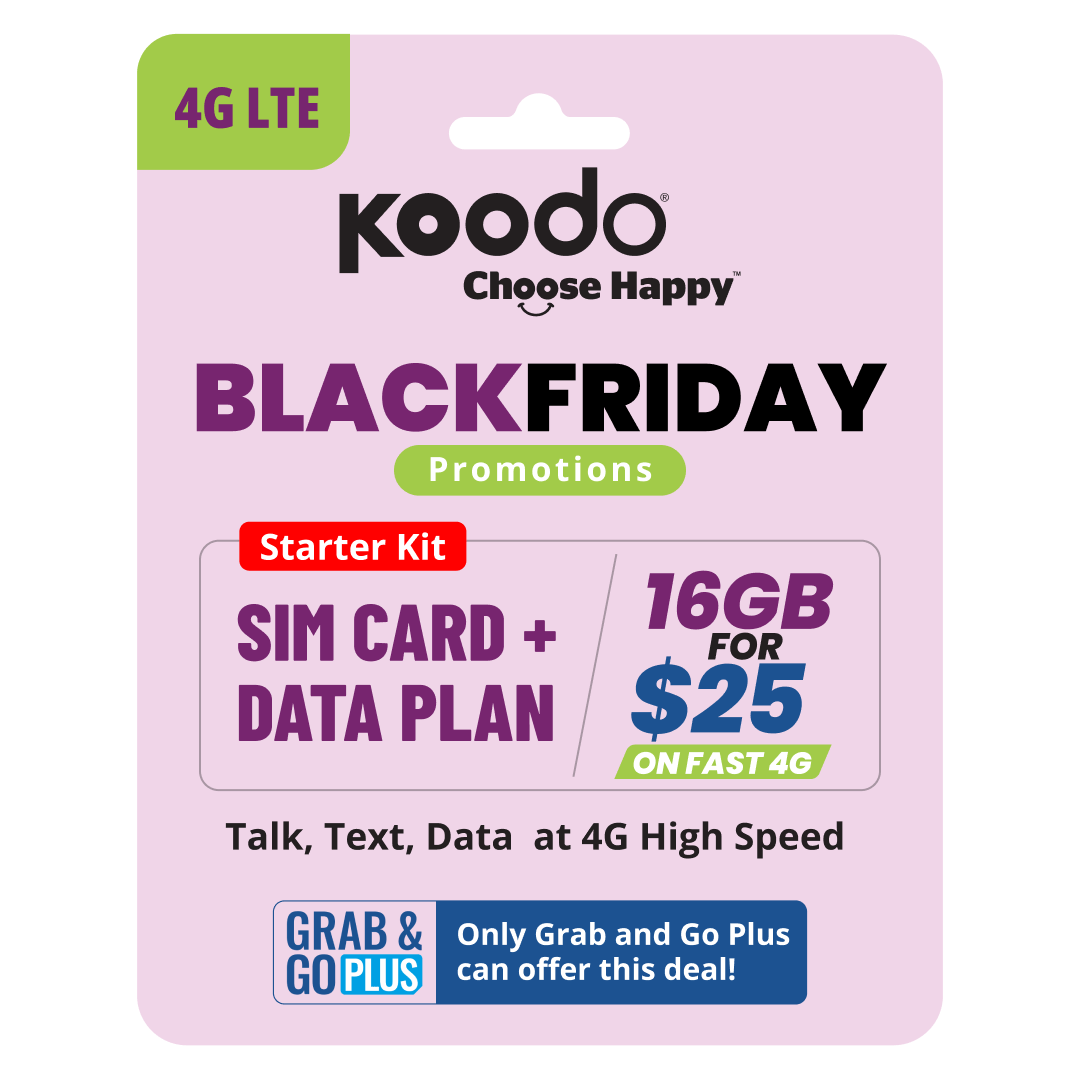 4G LTE
Koodo®
Choose Happy™
BLACKFRIDAY
Promotions
Starter Kit
SIM CARD +
DATA PLAN
16GB
FOR
$25
ON FAST 4G
Talk, Text, Data at 4G High Speed
GRAB &
GO PLUS
Only Grab and Go Plus
can offer this deal!